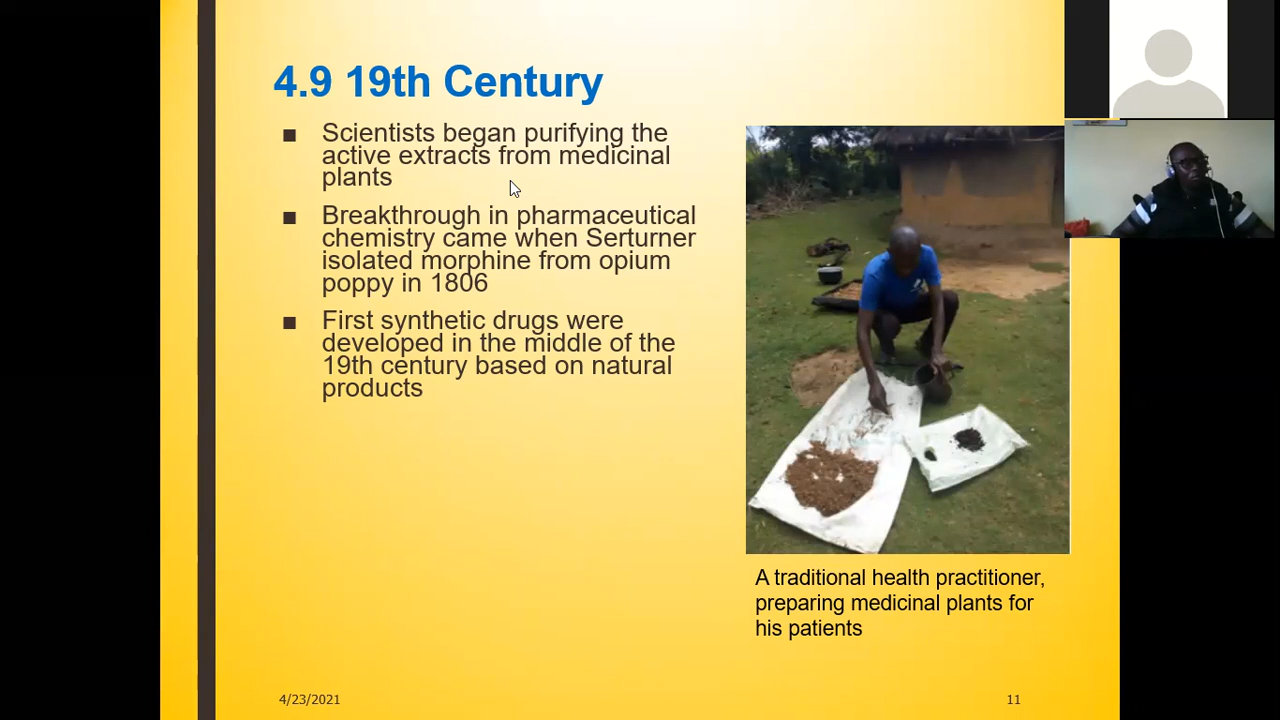 4.9 19th Century
■ Scientists began purifying the
active extracts from medicinal
plants
■ Breakthrough in pharmaceutical
chemistry came when Serturner
isolated morphine from opium
poppy in 1806
■ First synthetic drugs were
developed in the middle of the
19th century based on natural
products
A traditional health practitioner,
preparing medicinal plants for
his patients
4/23/2021
11